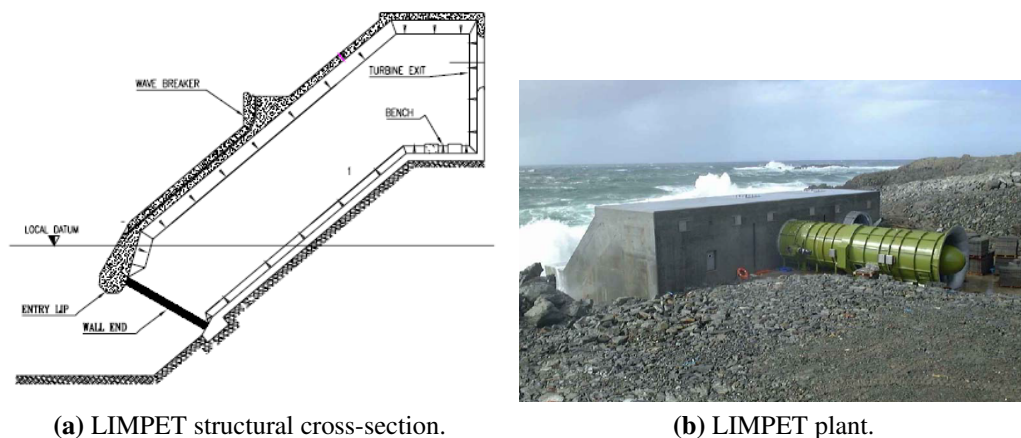 TURBINE EXIT
WAVE BREAKER
BENCH
1
LOCAL DATUM
ENTRY LIP
WALL END
(a) LIMPET structural cross-section.
(b) LIMPET plant.